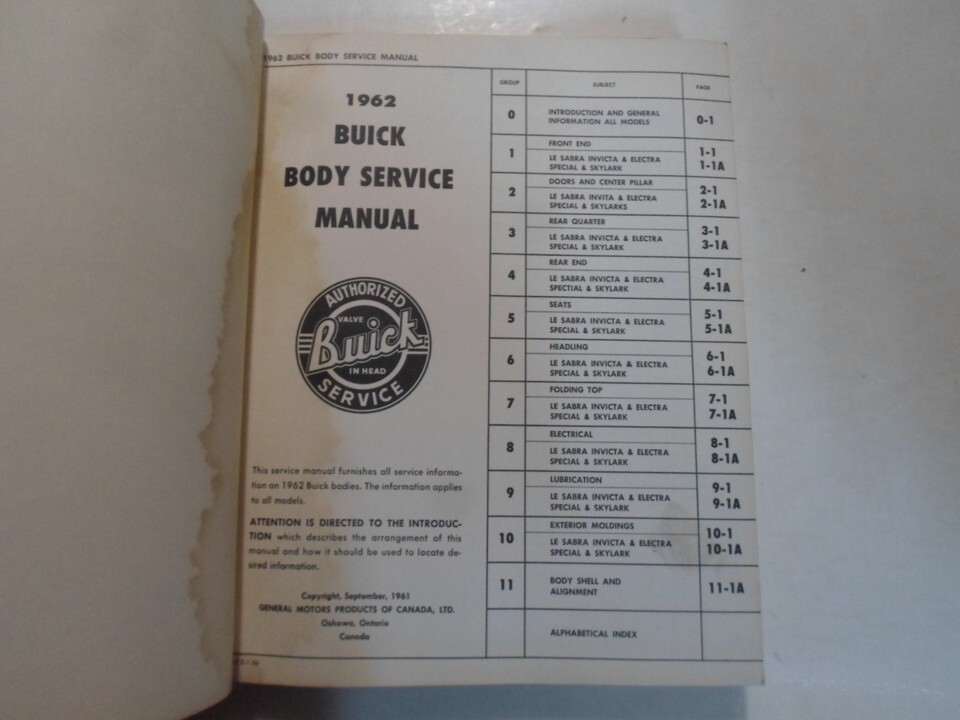 1962 BUICK BODY SERVICE MANUAL
1962
BUICK
BODY SERVICE
MANUAL
AUTHORIZED
VALVE
Buick
IN HEAD
SERVICE
This service manual furnishes all service informa-
tion on 1962 Buick bodies. The information applies
to all models.
ATTENTION IS DIRECTED TO THE INTRODUC-
TION which describes the arrangement of this
manual and how it should be used to locate de-
sired information.
Copyright, September, 1961
GENERAL MOTORS PRODUCTS OF CANADA, LTD.
Oshawa, Ontario
Canada
GROUP SUBJECT PAGE
0 INTRODUCTION AND GENERAL
INFORMATION ALL MODELS 0-1
1 FRONT END
LE SABRA INVICTA & ELECTRA 1-1
SPECIAL & SKYLARK 1-1A
2 DOORS AND CENTER PILLAR
LE SABRA INVITA & ELECTRA 2-1
SPECIAL & SKYLARKS 2-1A
3 REAR QUARTER
LE SABRA INVICTA & ELECTRA 3-1
SPECIAL & SKYLARK 3-1A
4 REAR END
LE SABRA INVICTA & ELECTRA 4-1
SPECTIAL & SKYLARK 4-1A
5 SEATS
LE SABRA INVICTA & ELECTRA 5-1
SPECIAL & SKYLARK 5-1A
6 HEADLING
LE SABRA INVICTA & ELECTRA 6-1
SPECIAL & SKYLARK 6-1A
7 FOLDING TOP
LE SABRA INVICTA & ELECTRA 7-1
SPECIAL & SKYLARK 7-1A
8 ELECTRICAL
LE SABRA INVICTA & ELECTRA 8-1
SPECIAL & SKYLARK 8-1A
9 LUBRICATION
LE SABRA INVICTA & ELECTRA 9-1
SPECIAL & SKYLARK 9-1A
10 EXTERIOR MOLDINGS
LE SABRA INVICTA & ELECTRA 10-1
SPECIAL & SKYLARK 10-1A
11 BODY SHELL AND
ALIGNMENT 11-1A
ALPHABETICAL INDEX